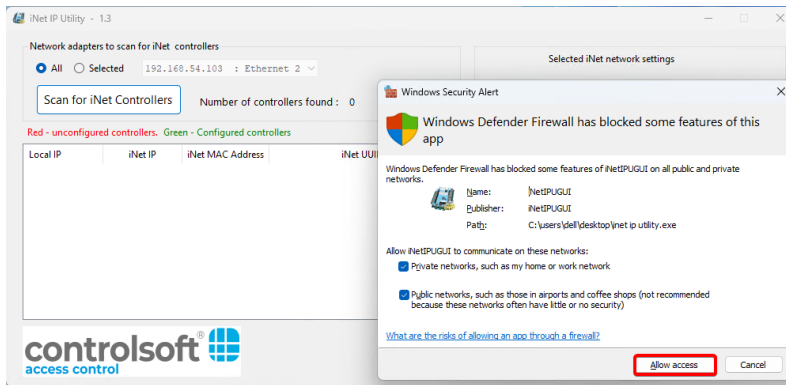 iNet IP Utility - 1.3
Network adapters to scan for iNet controllers
All
Selected
192.168.54.103 : Ethernet 2
Scan for iNet Controllers
Number of controllers found : 0
Red - unconfigured controllers. Green - Configured controllers
Local IP
iNet IP
iNet MAC Address
iNet UUI
Selected iNet network settings
controlsoft®
access control
Windows Security Alert
Windows Defender Firewall has blocked some features of this
app
Windows Defender Firewall has blocked some features of iNetIPUGUI on all public and private
networks.
Name: iNetIPUGUI
Publisher: iNetIPUGUI
Path: C:\users\dell\desktop\inet ip utility.exe
Allow iNetIPUGUI to communicate on these networks:
Private networks, such as my home or work network
Public networks, such as those in airports and coffee shops (not recommended
because these networks often have little or no security)
What are the risks of allowing an app through a firewall?
Allow access
Cancel